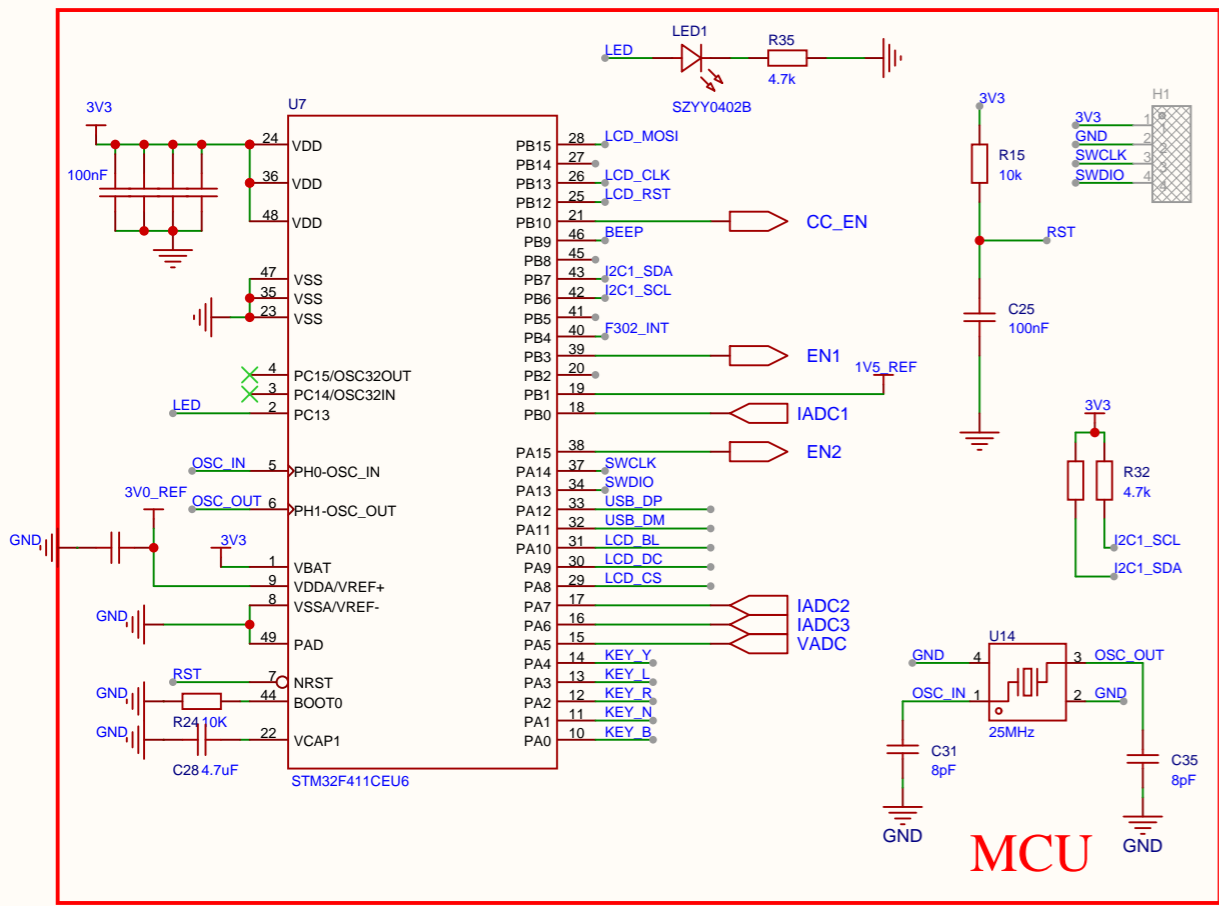 LED1
LED
R35
4.7k
SZYY0402B
U7
3V3
100nF
24 VDD
36 VDD
48 VDD
47 VSS
35 VSS
23 VSS
4 PC15/OSC32OUT
3 PC14/OSC32IN
LED 2 PC13
OSC_IN 5 PH0-OSC_IN
3V0_REF
OSC_OUT 6 PH1-OSC_OUT
GND
3V3
1 VBAT
9 VDDA/VREF+
8 VSSA/VREF-
GND
49 PAD
RST 7 NRST
GND 44 BOOT0
R24 10K
GND 22 VCAP1
C28 4.7uF
STM32F411CEU6
PB15 28 LCD_MOSI
PB14 27
PB13 26 LCD_CLK
PB12 25 LCD_RST
PB10 21 CC_EN
PB9 46 BEEP
PB8 45
PB7 43 I2C1_SDA
PB6 42 I2C1_SCL
PB5 41
PB4 40 F302_INT
PB3 39 EN1
PB2 20
1V5_REF
PB1 19
PB0 18 IADC1
PA15 38 EN2
PA14 37 SWCLK
PA13 34 SWDIO
PA12 33 USB_DP
PA11 32 USB_DM
PA10 31 LCD_BL
PA9 30 LCD_DC
PA8 29 LCD_CS
PA7 17 IADC2
PA6 16 IADC3
PA5 15 VADC
PA4 14 KEY_Y
PA3 13 KEY_L
PA2 12 KEY_R
PA1 11 KEY_N
PA0 10 KEY_B
3V3
R15
10k
RST
C25
100nF
H1
3V3 1 1
GND 2 2
SWCLK 3 3
SWDIO 4 4
3V3
R32
4.7k
I2C1_SCL
I2C1_SDA
U14
GND 4 3 OSC_OUT
OSC_IN 1 2 GND
25MHz
C31
8pF
GND
C35
8pF
GND
MCU